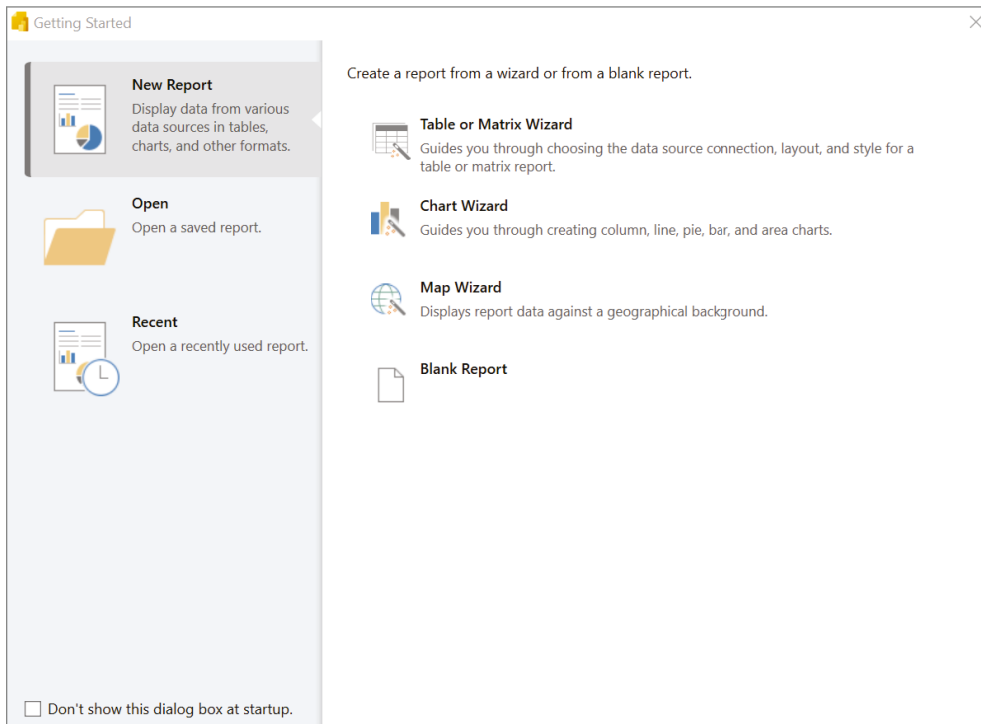 Getting Started
New Report
Display data from various
data sources in tables,
charts, and other formats.
Open
Open a saved report.
Recent
Open a recently used report.
Don't show this dialog box at startup.
Create a report from a wizard or from a blank report.
Table or Matrix Wizard
Guides you through choosing the data source connection, layout, and style for a
table or matrix report.
Chart Wizard
Guides you through creating column, line, pie, bar, and area charts.
Map Wizard
Displays report data against a geographical background.
Blank Report